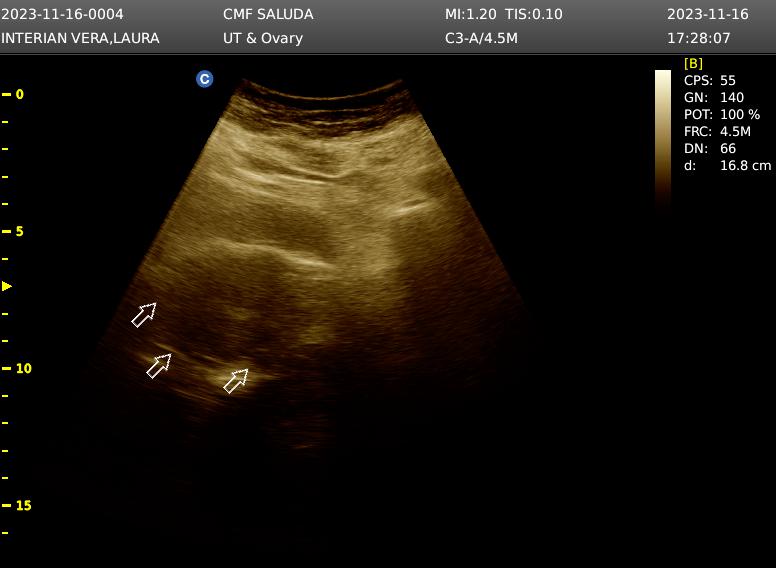 2023-11-16-0004 CMF SALUDA MI:1.20 TIS:0.10 2023-11-16
INTERIAN VERA,LAURA UT & Ovary C3-A/4.5M 17:28:07
C
[B]
CPS: 55
GN: 140
POT: 100 %
FRC: 4.5M
DN: 66
d: 16.8 cm
0
5
10
15